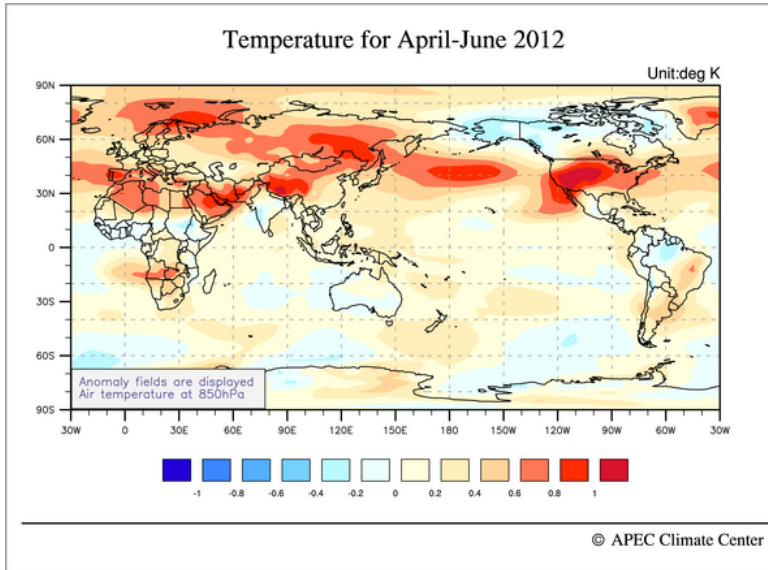 Temperature for April-June 2012
Unit:deg K
90N
60N
30N
0
30S
60S
90S
Anomaly fields are displayed
Air temperature at 850hPa
30W 0 30E 60E 90E 120E 150E 180 150W 120W 90W 60W 30W
-1 -0.8 -0.6 -0.4 -0.2 0 0.2 0.4 0.6 0.8 1
© APEC Climate Center